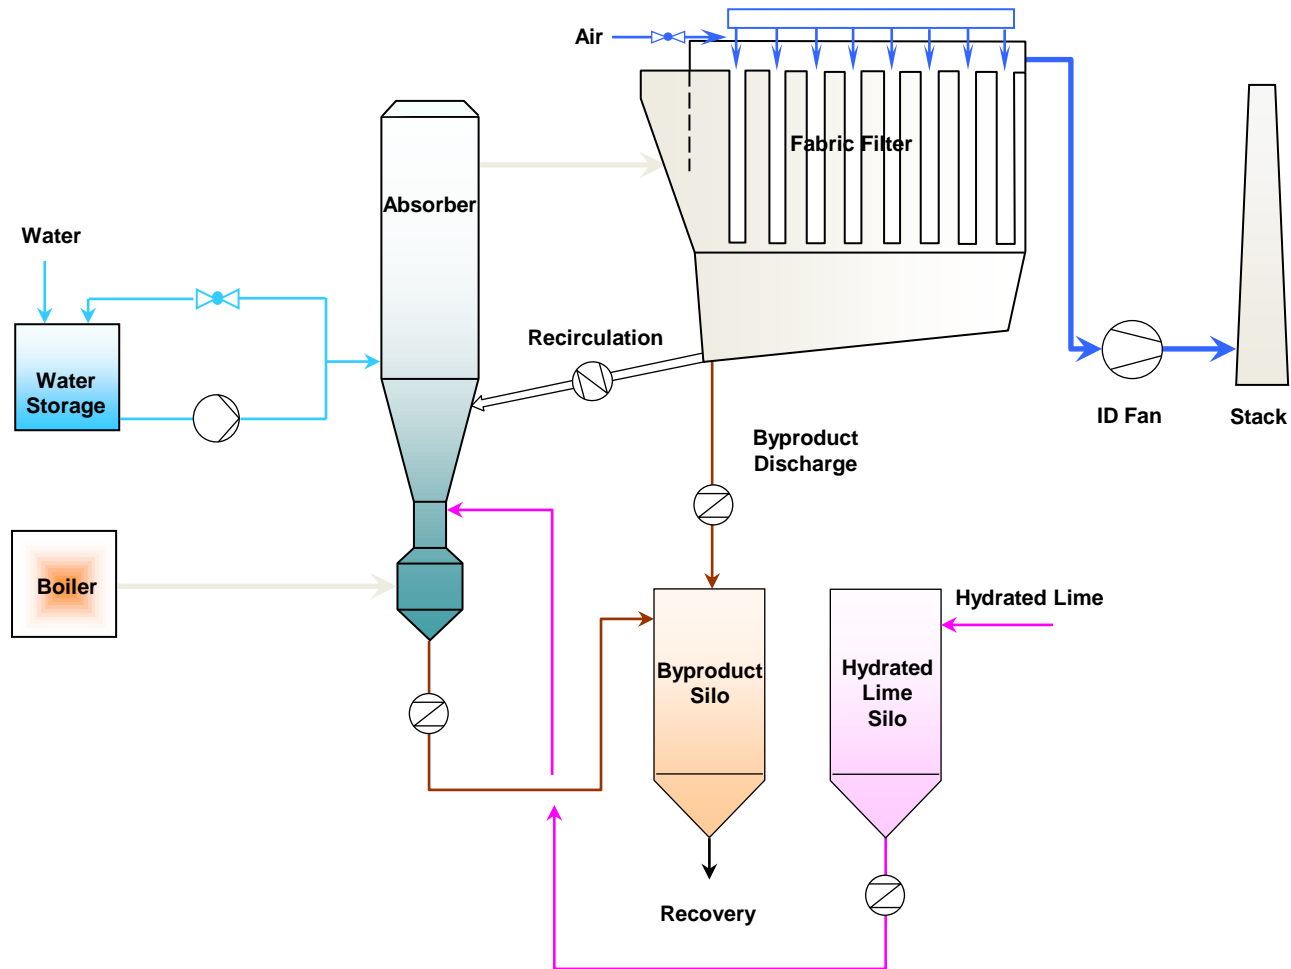 Air
Fabric Filter
Absorber
Water
Recirculation
Water
Storage
ID Fan
Stack
Byproduct
Discharge
Boiler
Hydrated Lime
Byproduct
Silo
Hydrated
Lime
Silo
Recovery